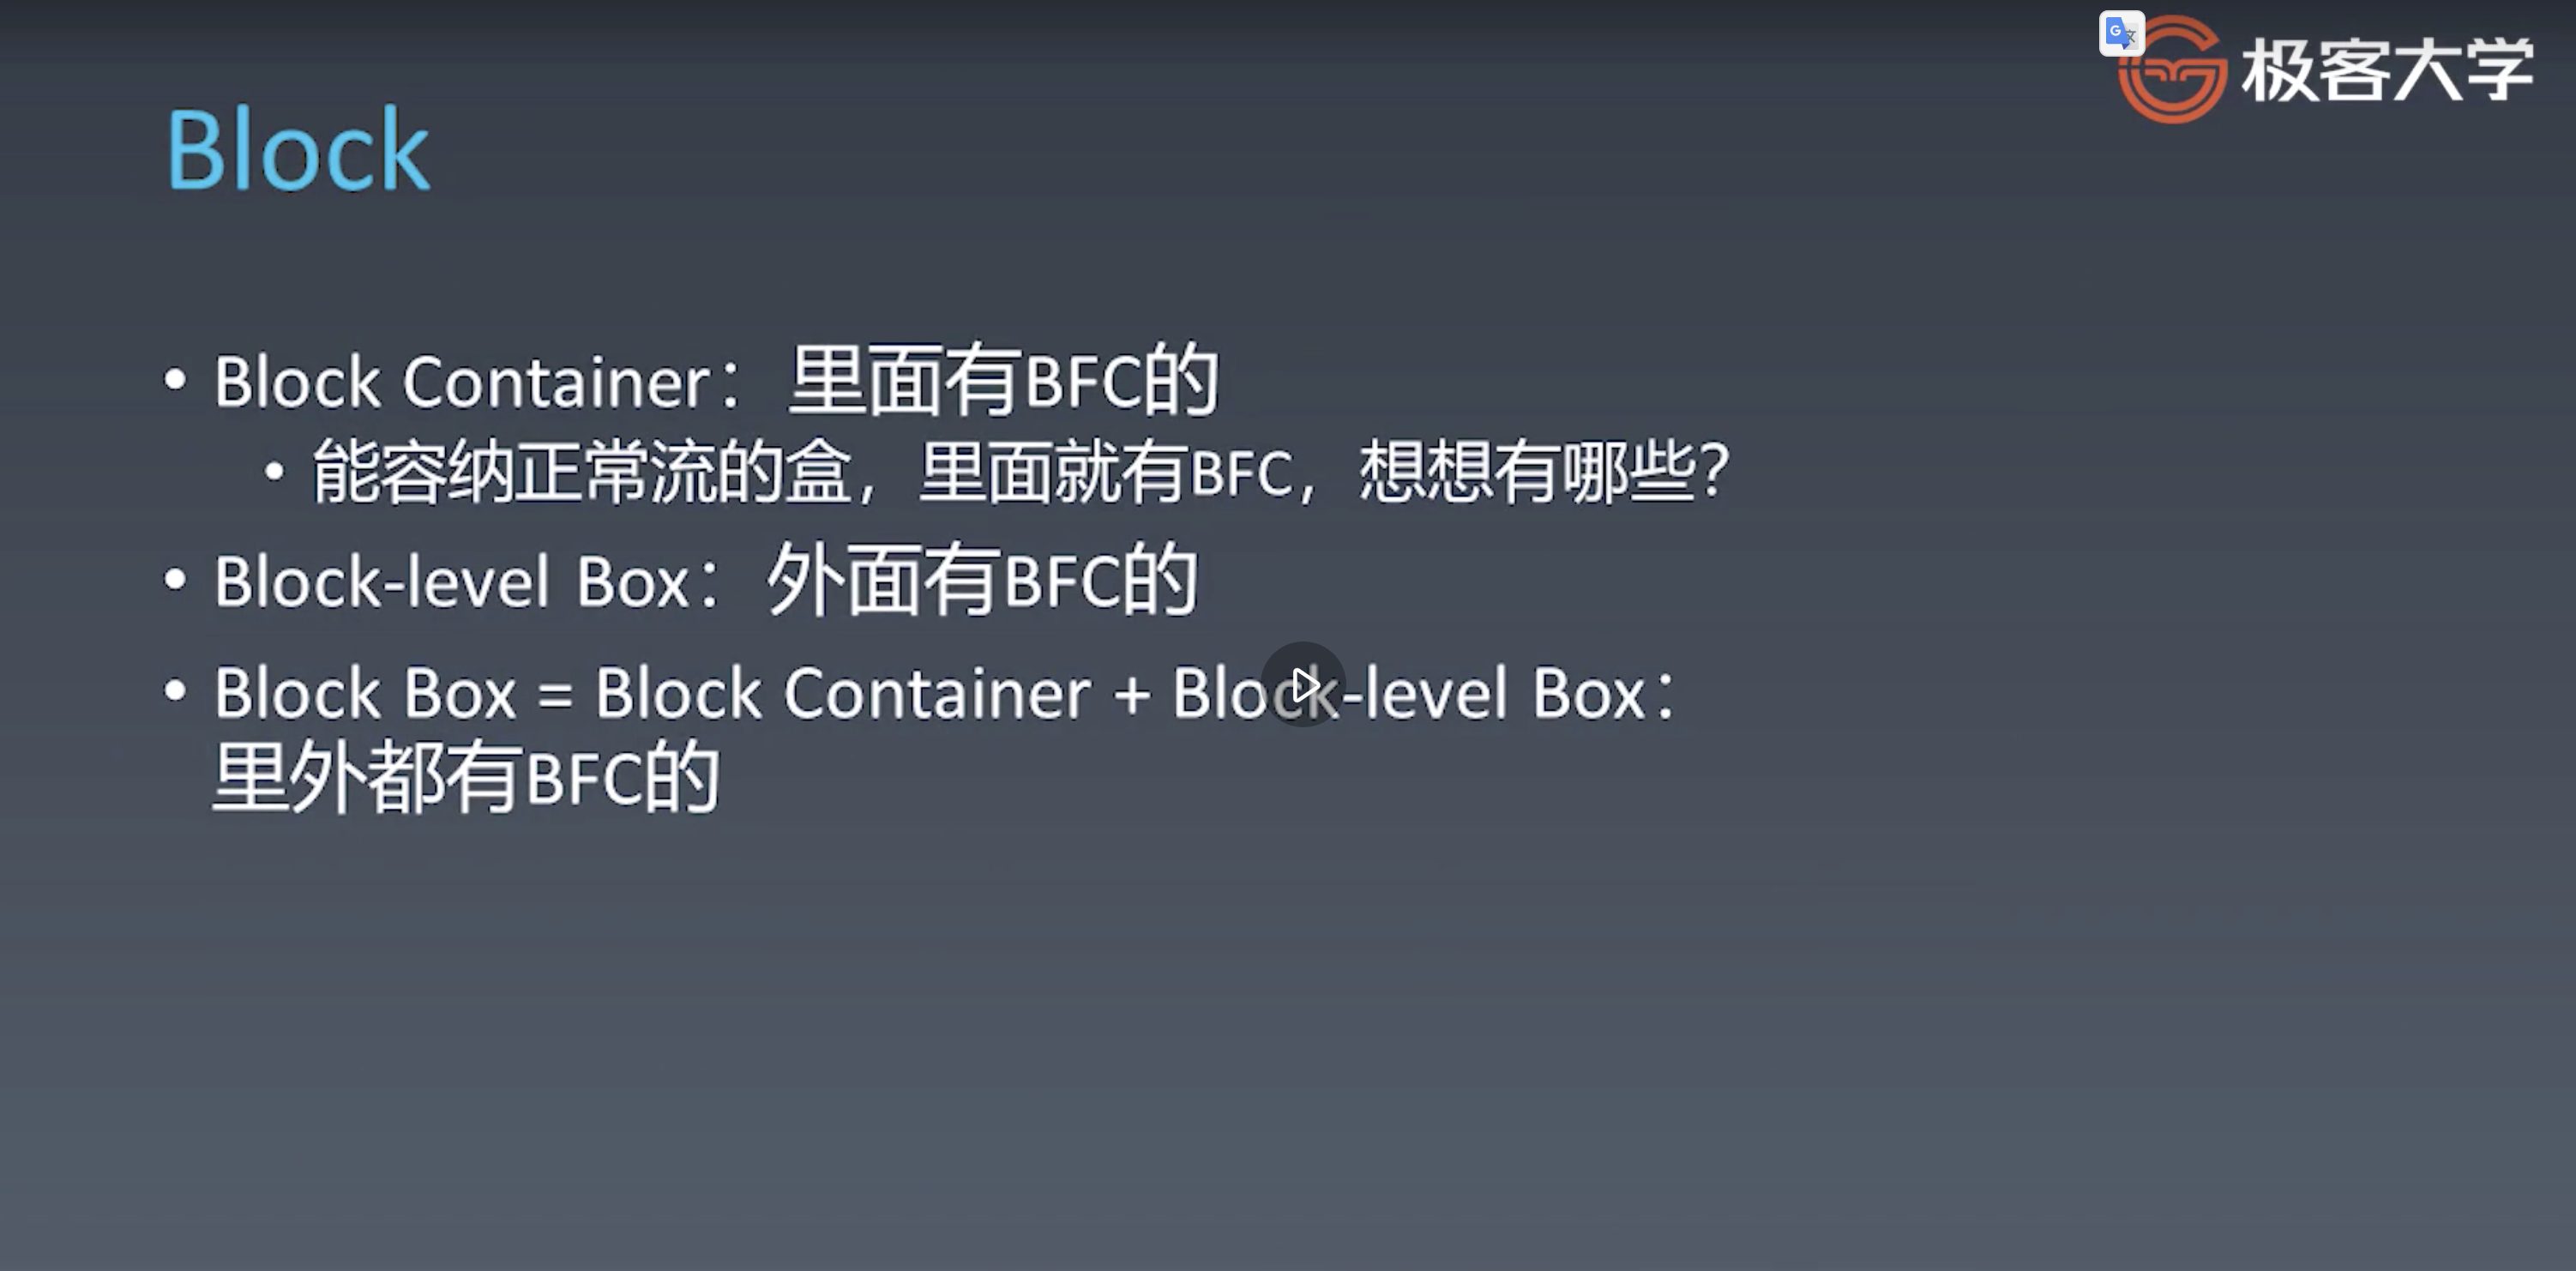 极客大学
Block
• Block Container：里面有BFC的
• 能容纳正常流的盒，里面就有BFC，想想有哪些？
• Block-level Box：外面有BFC的
• Block Box = Block Container + Block-level Box：
里外都有BFC的